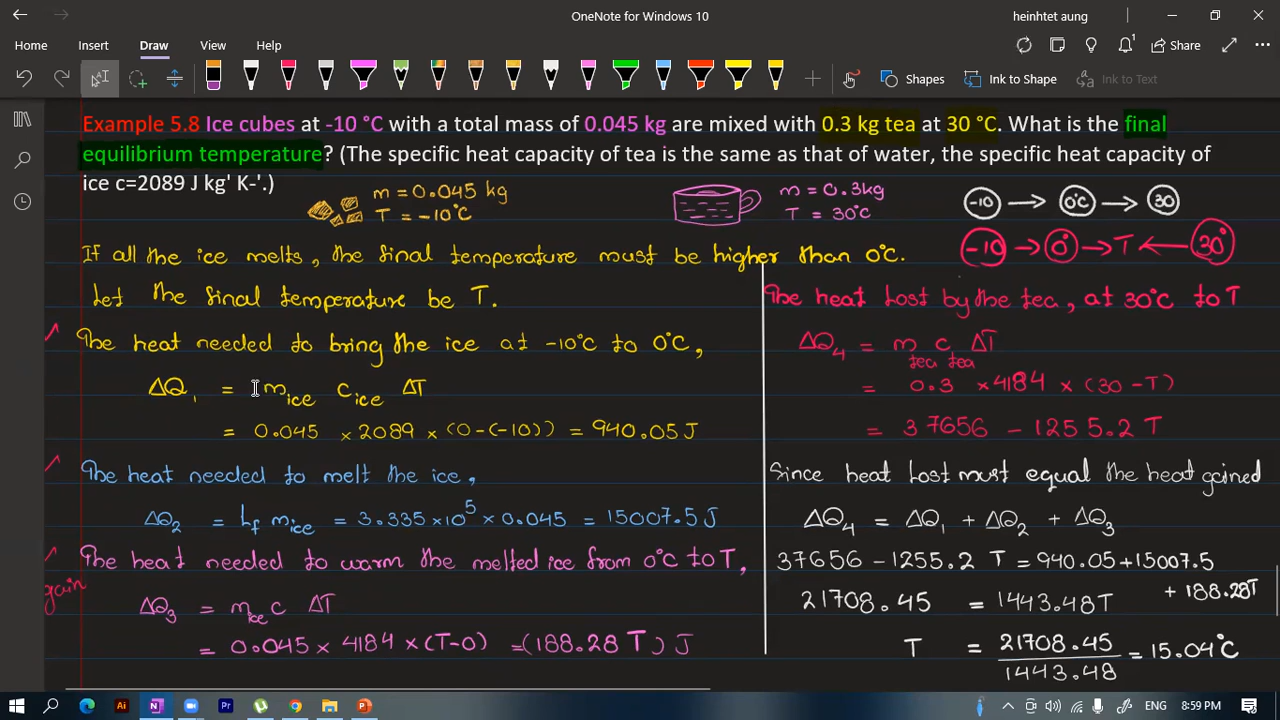 OneNote for Windows 10
heinhtet aung
Home
Insert
Draw
View
Help
Share
Shapes
Ink to Shape
Ink to Text
Example 5.8 Ice cubes at -10 °C with a total mass of 0.045 kg are mixed with 0.3 kg tea at 30 °C. What is the final
equilibrium temperature? (The specific heat capacity of tea is the same as that of water, the specific heat capacity of
ice c=2089 J kg' K-'.)
m = 0.045 kg
T = -10°C
m = 0.3kg
T = 30°C
-10 → 0°C → 30
-10 → 0° → T ← 30°
If all the ice melts, the final temperature must be higher than 0°C.
Let the final temperature be T.
The heat needed to bring the ice at -10°C to 0°C,
ΔQ₁ = m_ice c_ice ΔT
= 0.045 × 2089 × (0-(-10)) = 940.05 J
The heat needed to melt the ice,
ΔQ₂ = L_f m_ice = 3.335×10⁵ × 0.045 = 15007.5 J
The heat needed to warm the melted ice from 0°C to T,
gain
ΔQ₃ = m_ice c ΔT
= 0.045 × 4184 × (T-0) = (188.28 T) J
The heat Lost by the tea, at 30°C to T
ΔQ₄ = m_tea c_tea ΔT
= 0.3 × 4184 × (30 - T)
= 37656 - 1255.2 T
Since heat Lost must equal the heat gained
ΔQ₄ = ΔQ₁ + ΔQ₂ + ΔQ₃
37656 - 1255.2 T = 940.05 + 15007.5
+ 188.28T
21708.45 = 1443.48T
T = 21708.45 / 1443.48 = 15.04°C
ENG
8:59 PM